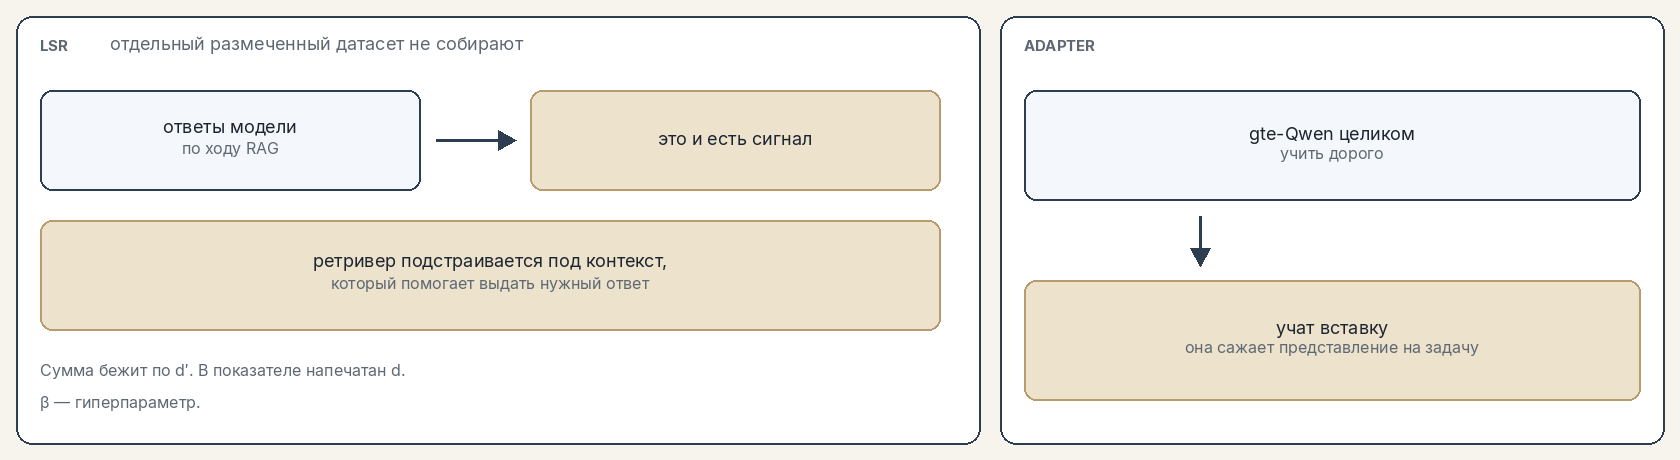 LSR
отдельный размеченный датасет не собирают
ответы модели
по ходу RAG
это и есть сигнал
ретривер подстраивается под контекст,
который помогает выдать нужный ответ
Сумма бежит по d′. В показателе напечатан d.
β — гиперпараметр.
ADAPTER
gte-Qwen целиком
учить дорого
учат вставку
она сажает представление на задачу